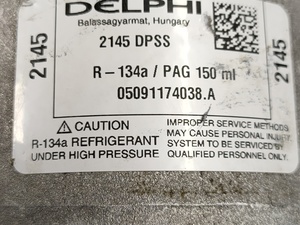 DELPHI
Balassagyarmat, Hungary
2145
2145 DPSS
2145
R-134a / PAG 150 ml
05091174038.A
⚠ CAUTION
R-134a REFRIGERANT
UNDER HIGH PRESSURE
IMPROPER SERVICE METHODS
MAY CAUSE PERSONAL INJURY
SYSTEM TO BE SERVICED BY
QUALIFIED PERSONNEL ONLY.